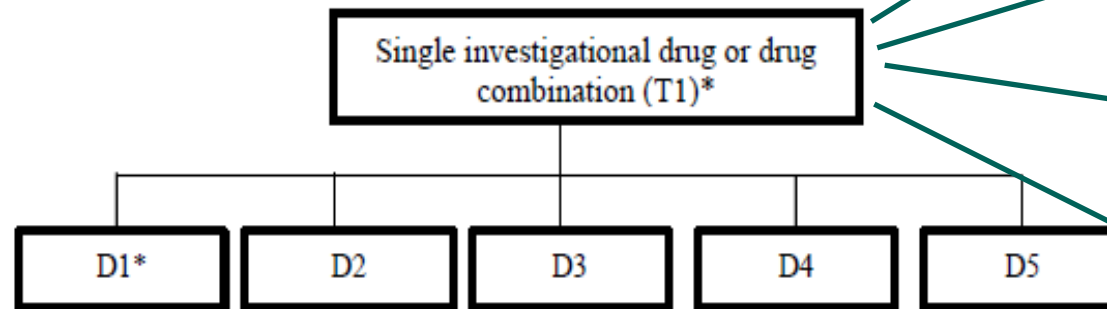 Single investigational drug or drug
combination (T1)*
D1* D2 D3 D4 D5